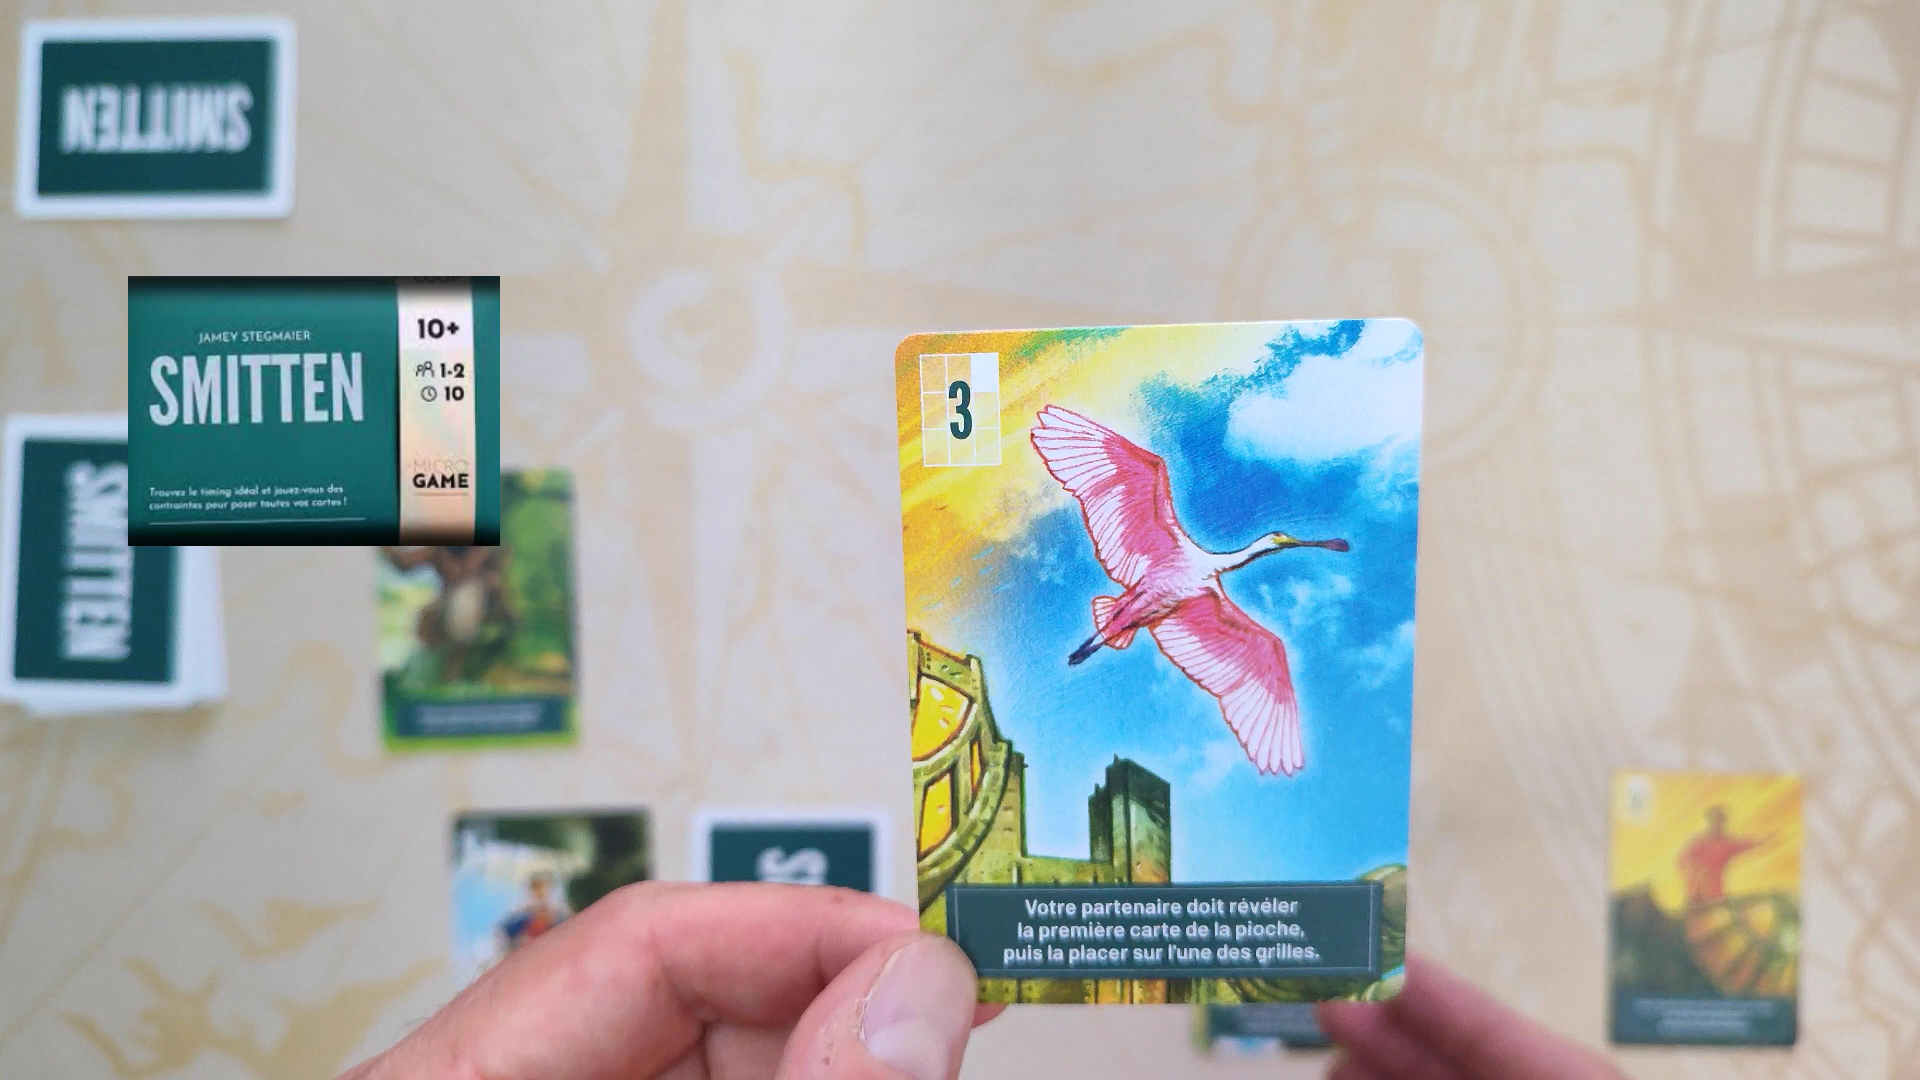 SMITTEN
JAMEY STEGMAIER
SMITTEN
Trouvez le timing idéal et jouez-vous des
contraintes pour poser toutes vos cartes !
10+
1-2
10
MICRO
GAME
SMITTEN
3
Votre partenaire doit révéler
la première carte de la pioche,
puis la placer sur l'une des grilles.